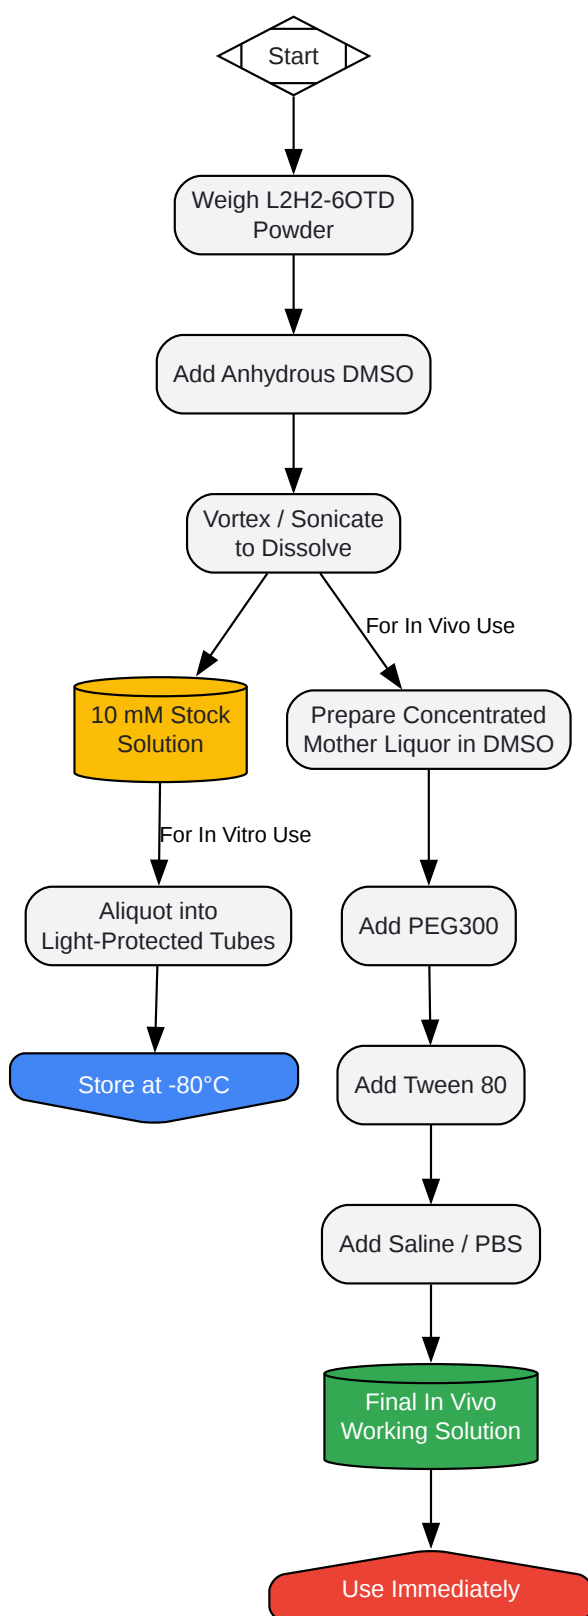 Start
Weigh L2H2-6OTD
Powder
Add Anhydrous DMSO
Vortex / Sonicate
to Dissolve
For In Vivo Use
10 mM Stock
Solution
Prepare Concentrated
Mother Liquor in DMSO
For In Vitro Use
Aliquot into
Light-Protected Tubes
Add PEG300
Store at -80°C
Add Tween 80
Add Saline / PBS
Final In Vivo
Working Solution
Use Immediately